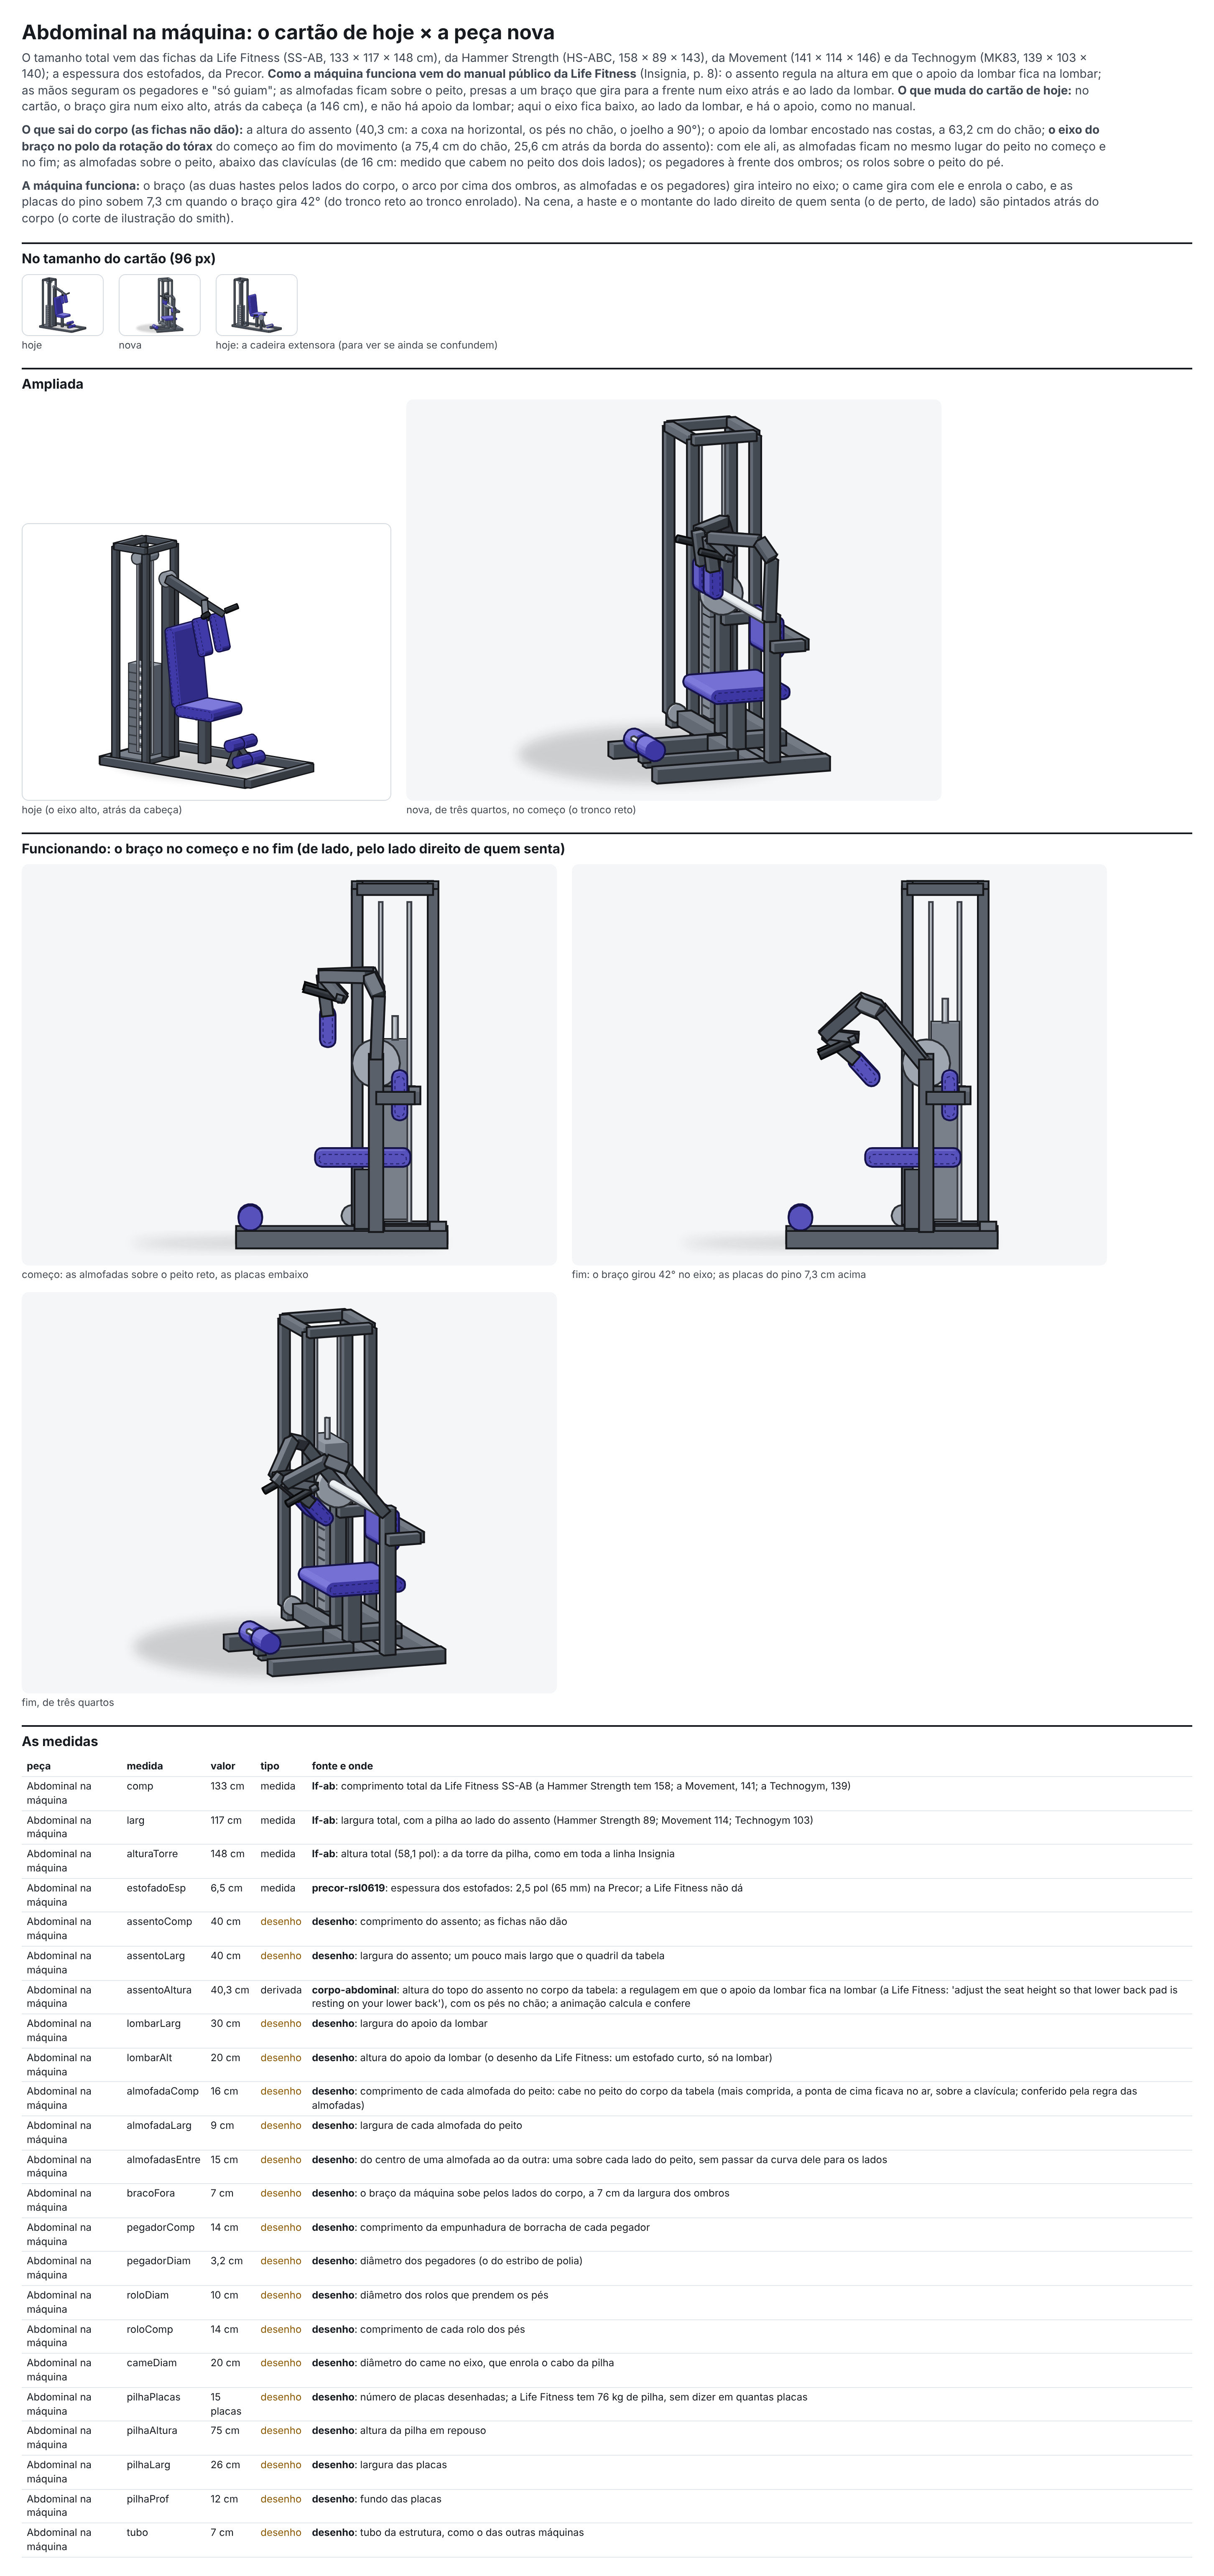 Abdominal na máquina: o cartão de hoje × a peça nova
O tamanho total vem das fichas da Life Fitness (SS-AB, 133 × 117 × 148 cm), da Hammer Strength (HS-ABC, 158 × 89 × 143), da Movement (141 × 114 × 146) e da Technogym (MK83, 139 × 103 ×
140); a espessura dos estofados, da Precor. Como a máquina funciona vem do manual público da Life Fitness (Insignia, p. 8): o assento regula na altura em que o apoio da lombar fica na lombar;
as mãos seguram os pegadores e "só guiam"; as almofadas ficam sobre o peito, presas a um braço que gira para a frente num eixo atrás e ao lado da lombar. O que muda do cartão de hoje: no
cartão, o braço gira num eixo alto, atrás da cabeça (a 146 cm), e não há apoio da lombar; aqui o eixo fica baixo, ao lado da lombar, e há o apoio, como no manual.
O que sai do corpo (as fichas não dão): a altura do assento (40,3 cm: a coxa na horizontal, os pés no chão, o joelho a 90°); o apoio da lombar encostado nas costas, a 63,2 cm do chão; o eixo do
braço no polo da rotação do tórax do começo ao fim do movimento (a 75,4 cm do chão, 25,6 cm atrás da borda do assento): com ele ali, as almofadas ficam no mesmo lugar do peito no começo e
no fim; as almofadas sobre o peito, abaixo das clavículas (de 16 cm: medido que cabem no peito dos dois lados); os pegadores à frente dos ombros; os rolos sobre o peito do pé.
A máquina funciona: o braço (as duas hastes pelos lados do corpo, o arco por cima dos ombros, as almofadas e os pegadores) gira inteiro no eixo; o came gira com ele e enrola o cabo, e as
placas do pino sobem 7,3 cm quando o braço gira 42° (do tronco reto ao tronco enrolado). Na cena, a haste e o montante do lado direito de quem senta (o de perto, de lado) são pintados atrás do
corpo (o corte de ilustração do smith).
No tamanho do cartão (96 px)
hoje
nova
hoje: a cadeira extensora (para ver se ainda se confundem)
Ampliada
hoje (o eixo alto, atrás da cabeça)
nova, de três quartos, no começo (o tronco reto)
Funcionando: o braço no começo e no fim (de lado, pelo lado direito de quem senta)
começo: as almofadas sobre o peito reto, as placas embaixo
fim: o braço girou 42° no eixo; as placas do pino 7,3 cm acima
fim, de três quartos
As medidas
peça medida valor tipo fonte e onde
Abdominal na máquina comp 133 cm medida lf-ab: comprimento total da Life Fitness SS-AB (a Hammer Strength tem 158; a Movement, 141; a Technogym, 139)
Abdominal na máquina larg 117 cm medida lf-ab: largura total, com a pilha ao lado do assento (Hammer Strength 89; Movement 114; Technogym 103)
Abdominal na máquina alturaTorre 148 cm medida lf-ab: altura total (58,1 pol): a da torre da pilha, como em toda a linha Insignia
Abdominal na máquina estofadoEsp 6,5 cm medida precor-rsl0619: espessura dos estofados: 2,5 pol (65 mm) na Precor; a Life Fitness não dá
Abdominal na máquina assentoComp 40 cm desenho desenho: comprimento do assento; as fichas não dão
Abdominal na máquina assentoLarg 40 cm desenho desenho: largura do assento; um pouco mais largo que o quadril da tabela
Abdominal na máquina assentoAltura 40,3 cm derivada corpo-abdominal: altura do topo do assento no corpo da tabela: a regulagem em que o apoio da lombar fica na lombar (a Life Fitness: 'adjust the seat height so that lower back pad is
resting on your lower back'), com os pés no chão; a animação calcula e confere
Abdominal na máquina lombarLarg 30 cm desenho desenho: largura do apoio da lombar
Abdominal na máquina lombarAlt 20 cm desenho desenho: altura do apoio da lombar (o desenho da Life Fitness: um estofado curto, só na lombar)
Abdominal na máquina almofadaComp 16 cm desenho desenho: comprimento de cada almofada do peito: cabe no peito do corpo da tabela (mais comprida, a ponta de cima ficava no ar, sobre a clavícula; conferido pela regra das
almofadas)
Abdominal na máquina almofadaLarg 9 cm desenho desenho: largura de cada almofada do peito
Abdominal na máquina almofadasEntre 15 cm desenho desenho: do centro de uma almofada ao da outra: uma sobre cada lado do peito, sem passar da curva dele para os lados
Abdominal na máquina bracoFora 7 cm desenho desenho: o braço da máquina sobe pelos lados do corpo, a 7 cm da largura dos ombros
Abdominal na máquina pegadorComp 14 cm desenho desenho: comprimento da empunhadura de borracha de cada pegador
Abdominal na máquina pegadorDiam 3,2 cm desenho desenho: diâmetro dos pegadores (o do estribo de polia)
Abdominal na máquina roloDiam 10 cm desenho desenho: diâmetro dos rolos que prendem os pés
Abdominal na máquina roloComp 14 cm desenho desenho: comprimento de cada rolo dos pés
Abdominal na máquina cameDiam 20 cm desenho desenho: diâmetro do came no eixo, que enrola o cabo da pilha
Abdominal na máquina pilhaPlacas 15 placas desenho desenho: número de placas desenhadas; a Life Fitness tem 76 kg de pilha, sem dizer em quantas placas
Abdominal na máquina pilhaAltura 75 cm desenho desenho: altura da pilha em repouso
Abdominal na máquina pilhaLarg 26 cm desenho desenho: largura das placas
Abdominal na máquina pilhaProf 12 cm desenho desenho: fundo das placas
Abdominal na máquina tubo 7 cm desenho desenho: tubo da estrutura, como o das outras máquinas